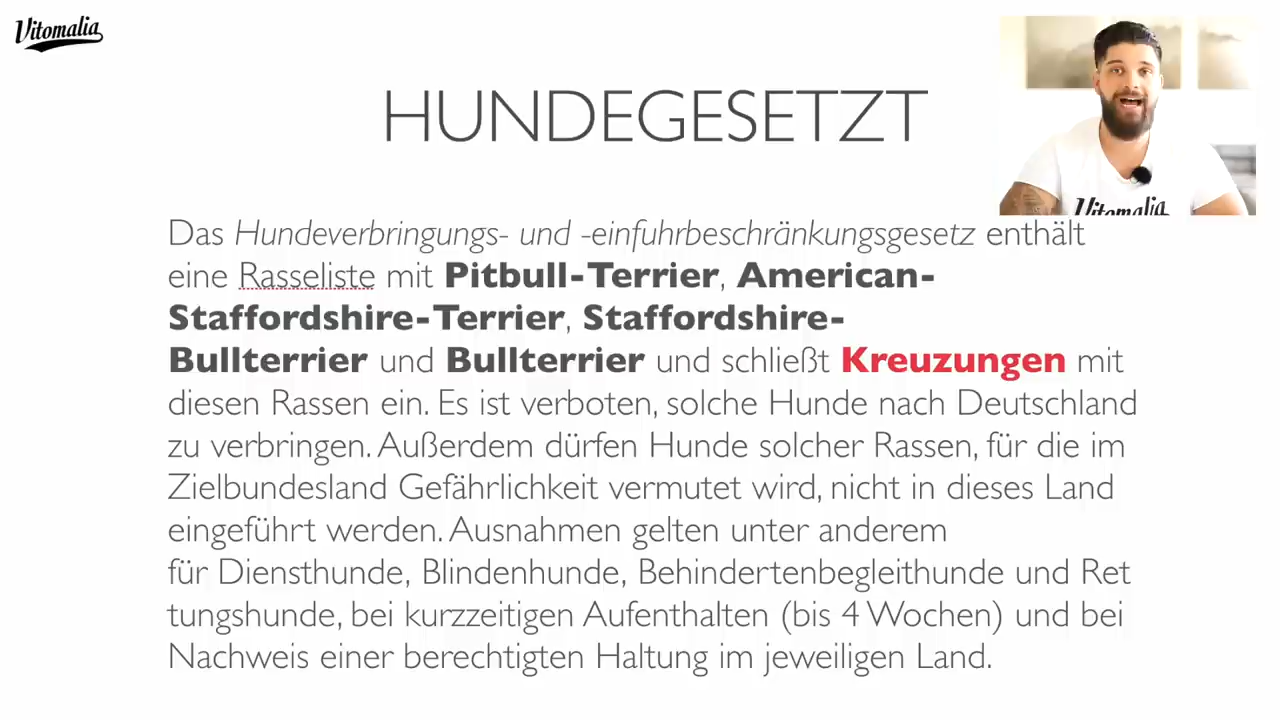 Vitomalia
HUNDEGESETZT
Vitomalia
Das Hundeverbringungs- und -einfuhrbeschränkungsgesetz enthält
eine Rasseliste mit Pitbull-Terrier, American-
Staffordshire-Terrier, Staffordshire-
Bullterrier und Bullterrier und schließt Kreuzungen mit
diesen Rassen ein. Es ist verboten, solche Hunde nach Deutschland
zu verbringen. Außerdem dürfen Hunde solcher Rassen, für die im
Zielbundesland Gefährlichkeit vermutet wird, nicht in dieses Land
eingeführt werden. Ausnahmen gelten unter anderem
für Diensthunde, Blindenhunde, Behindertenbegleithunde und Ret
tungshunde, bei kurzzeitigen Aufenthalten (bis 4 Wochen) und bei
Nachweis einer berechtigten Haltung im jeweiligen Land.